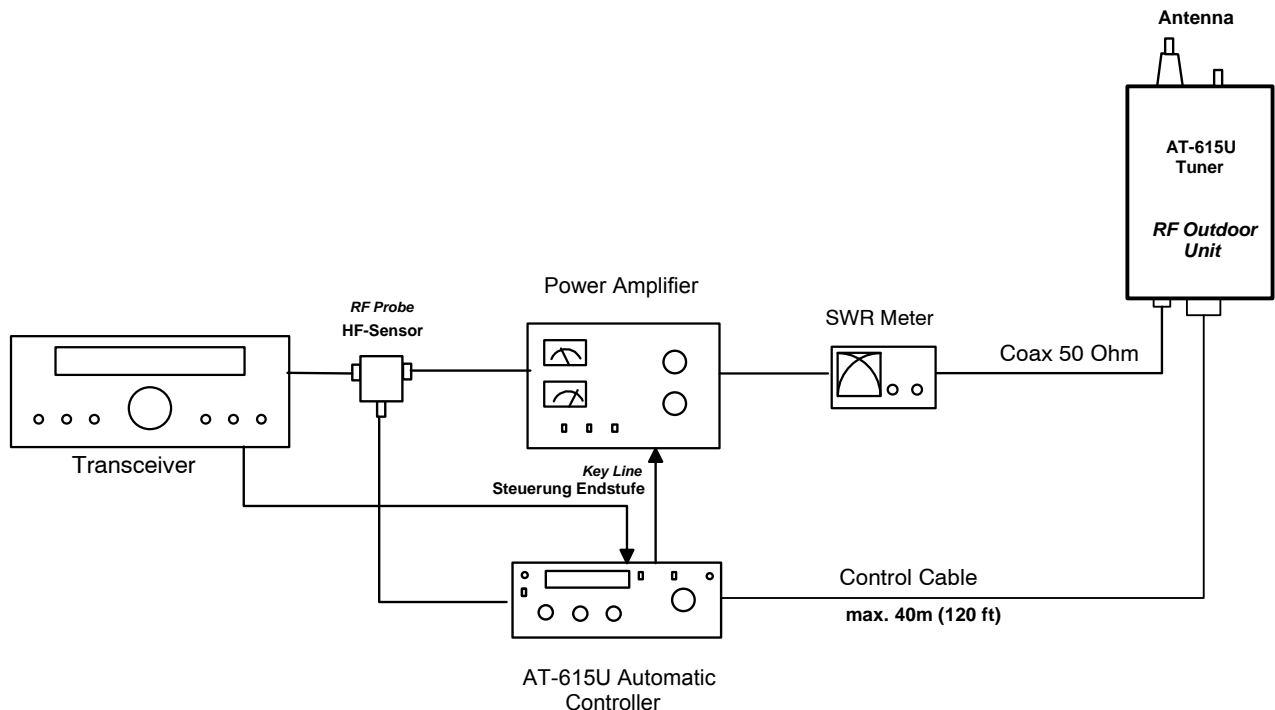 Antenna
AT-615U
Tuner
RF Outdoor
Unit
Power Amplifier
RF Probe
HF-Sensor
SWR Meter
Coax 50 Ohm
Transceiver
Key Line
Steuerung Endstufe
Control Cable
max. 40m (120 ft)
AT-615U Automatic
Controller